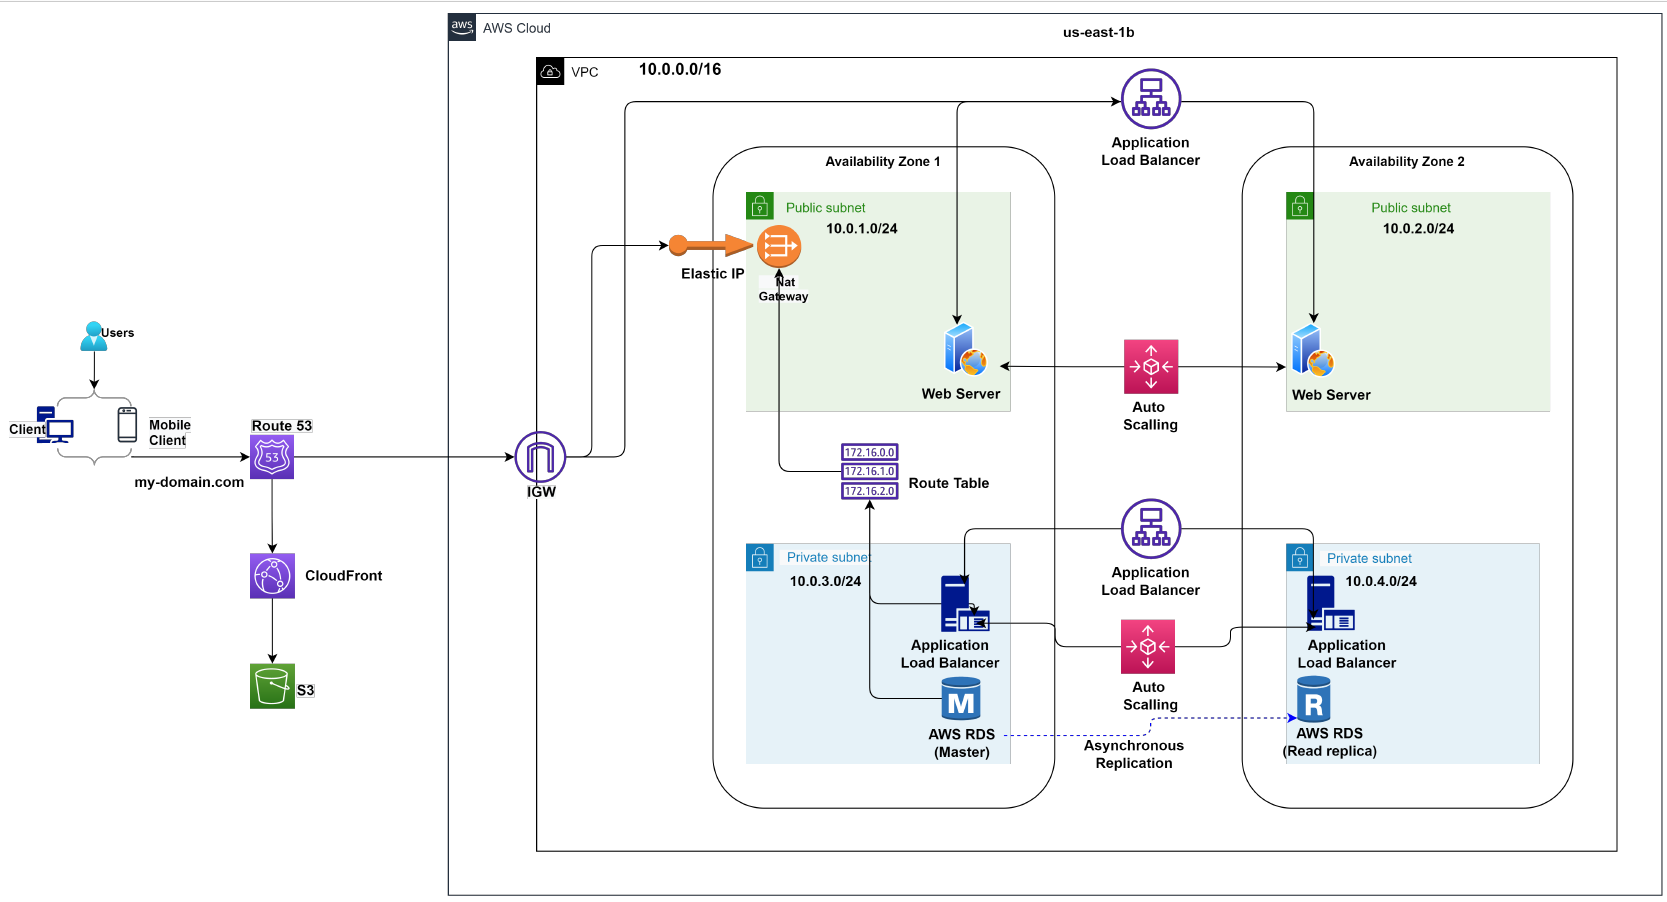 aws
AWS Cloud
us-east-1b
VPC
10.0.0.0/16
Application
Load Balancer
Availability Zone 1
Availability Zone 2
Public subnet
10.0.1.0/24
Public subnet
10.0.2.0/24
Elastic IP
Nat
Gateway
Users
Client
Mobile
Client
Route 53
53
my-domain.com
IGW
Web Server
Web Server
Auto
Scalling
172.16.0.0
172.16.1.0
172.16.2.0
Route Table
CloudFront
S3
Private subnet
10.0.3.0/24
Application
Load Balancer
Private subnet
10.0.4.0/24
Application
Load Balancer
Application
Load Balancer
Auto
Scalling
M
AWS RDS
(Master)
Asynchronous
Replication
R
AWS RDS
(Read replica)